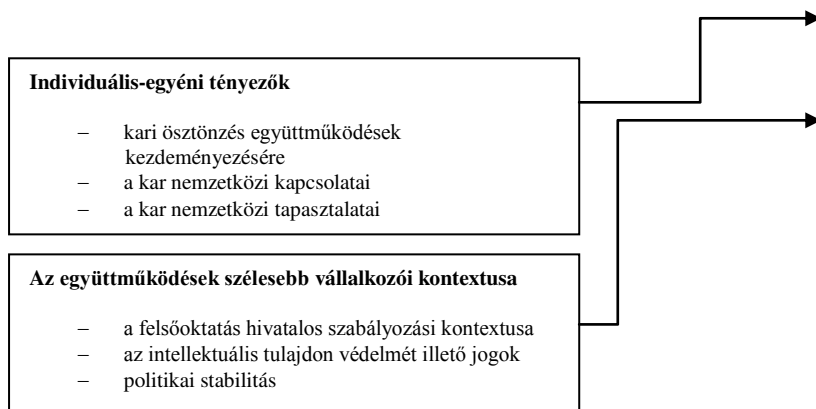 Individuális-egyéni tényezők
– kari ösztönzés együttműködések
kezdeményezésére
– a kar nemzetközi kapcsolatai
– a kar nemzetközi tapasztalatai
Az együttműködések szélesebb vállalkozói kontextusa
– a felsőoktatás hivatalos szabályozási kontextusa
– az intellektuális tulajdon védelmét illető jogok
– politikai stabilitás